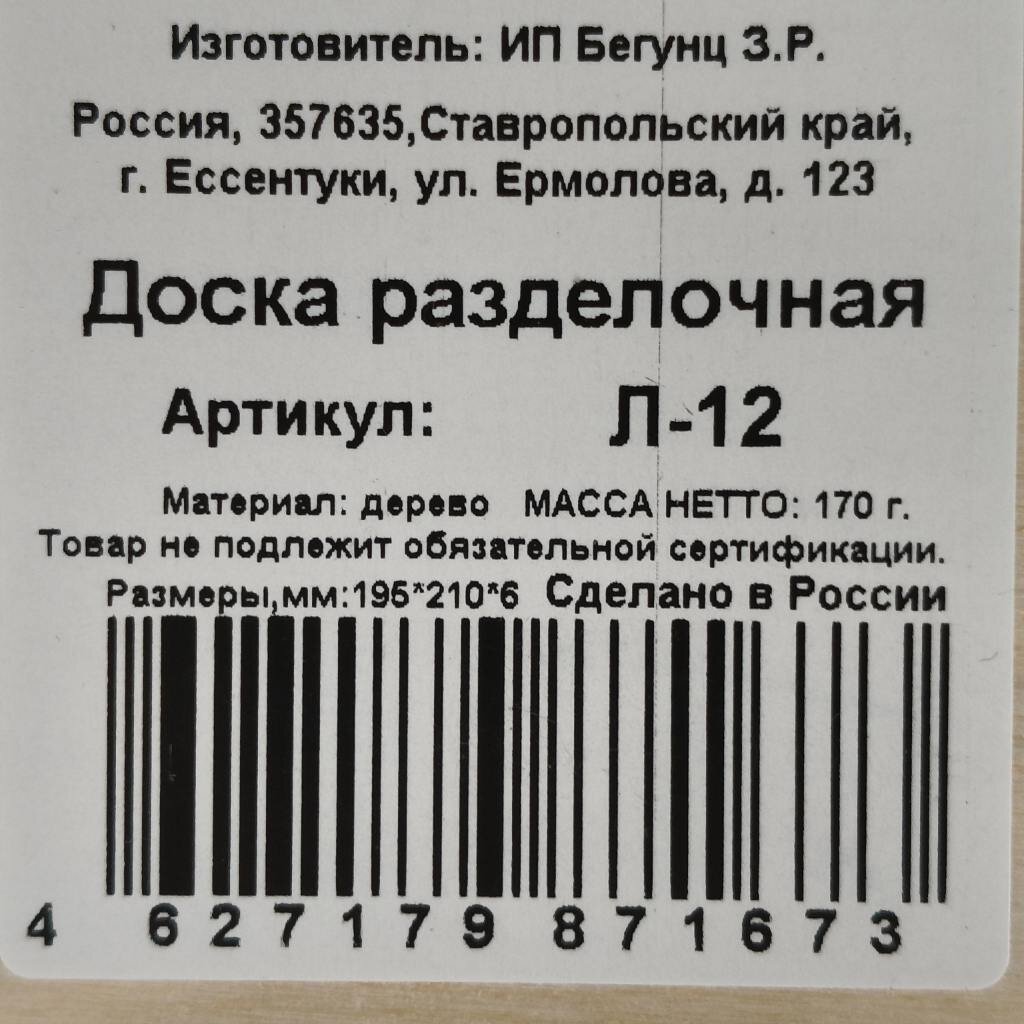 Изготовитель: ИП Бегунц З.Р.
Россия, 357635,Ставропольский край,
г. Ессентуки, ул. Ермолова, д. 123
Доска разделочная
Артикул: Л-12
Материал: дерево МАССА НЕТТО: 170 г.
Товар не подлежит обязательной сертификации.
Размеры,мм:195*210*6 Сделано в России
4 627179 871673